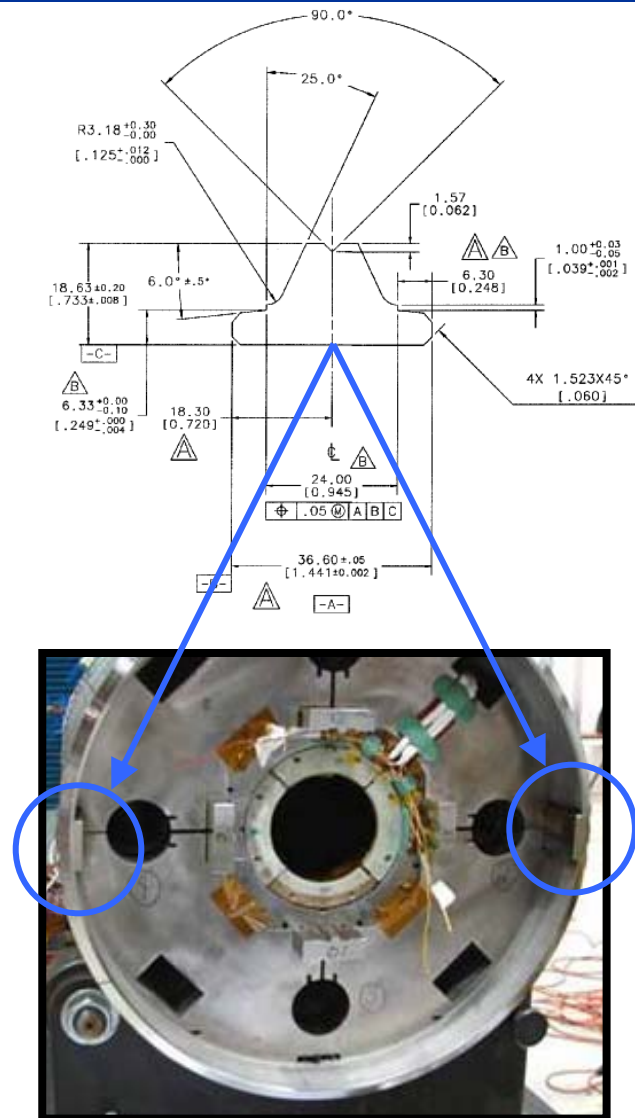 90.0°
25.0°
R3.18 +0.30 -0.00
[.125 +.012 -.000]
1.57
[0.062]
A B
1.00 +0.03 -0.05
[.039 +.001 -.002]
6.0° ±.5°
18.63±0.20
[.733±.008]
6.30
[0.248]
-C-
B
6.33 +0.00 -0.10
[.249 +.000 -.004]
18.30
[0.720]
A
4X 1.523X45°
[.060]
℄ B
24.00
[0.945]
⌖ .05 Ⓜ A B C
36.60±.05
[1.441±0.002]
A
-A-